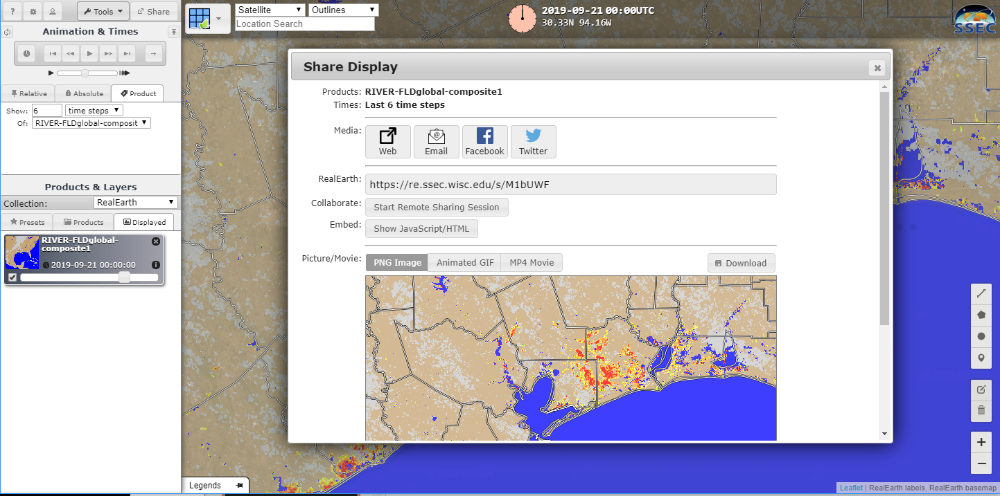 ?
Tools
Share
Satellite
Outlines
Location Search
2019-09-21 00:00UTC
30.33N 94.16W
SSEC
Animation & Times
Relative
Absolute
Product
Show:
6
time steps
Of:
RIVER-FLDglobal-composit
Products & Layers
Collection:
RealEarth
Presets
Products
Displayed
RIVER-FLDglobal-
composite1
2019-09-21 00:00:00
Share Display
Products: RIVER-FLDglobal-composite1
Times: Last 6 time steps
Media:
Web
Email
Facebook
Twitter
RealEarth:
https://re.ssec.wisc.edu/s/M1bUWF
Collaborate:
Start Remote Sharing Session
Embed:
Show JavaScript/HTML
Picture/Movie:
PNG Image
Animated GIF
MP4 Movie
Download
Legends
Leaflet | RealEarth labels, RealEarth basemap